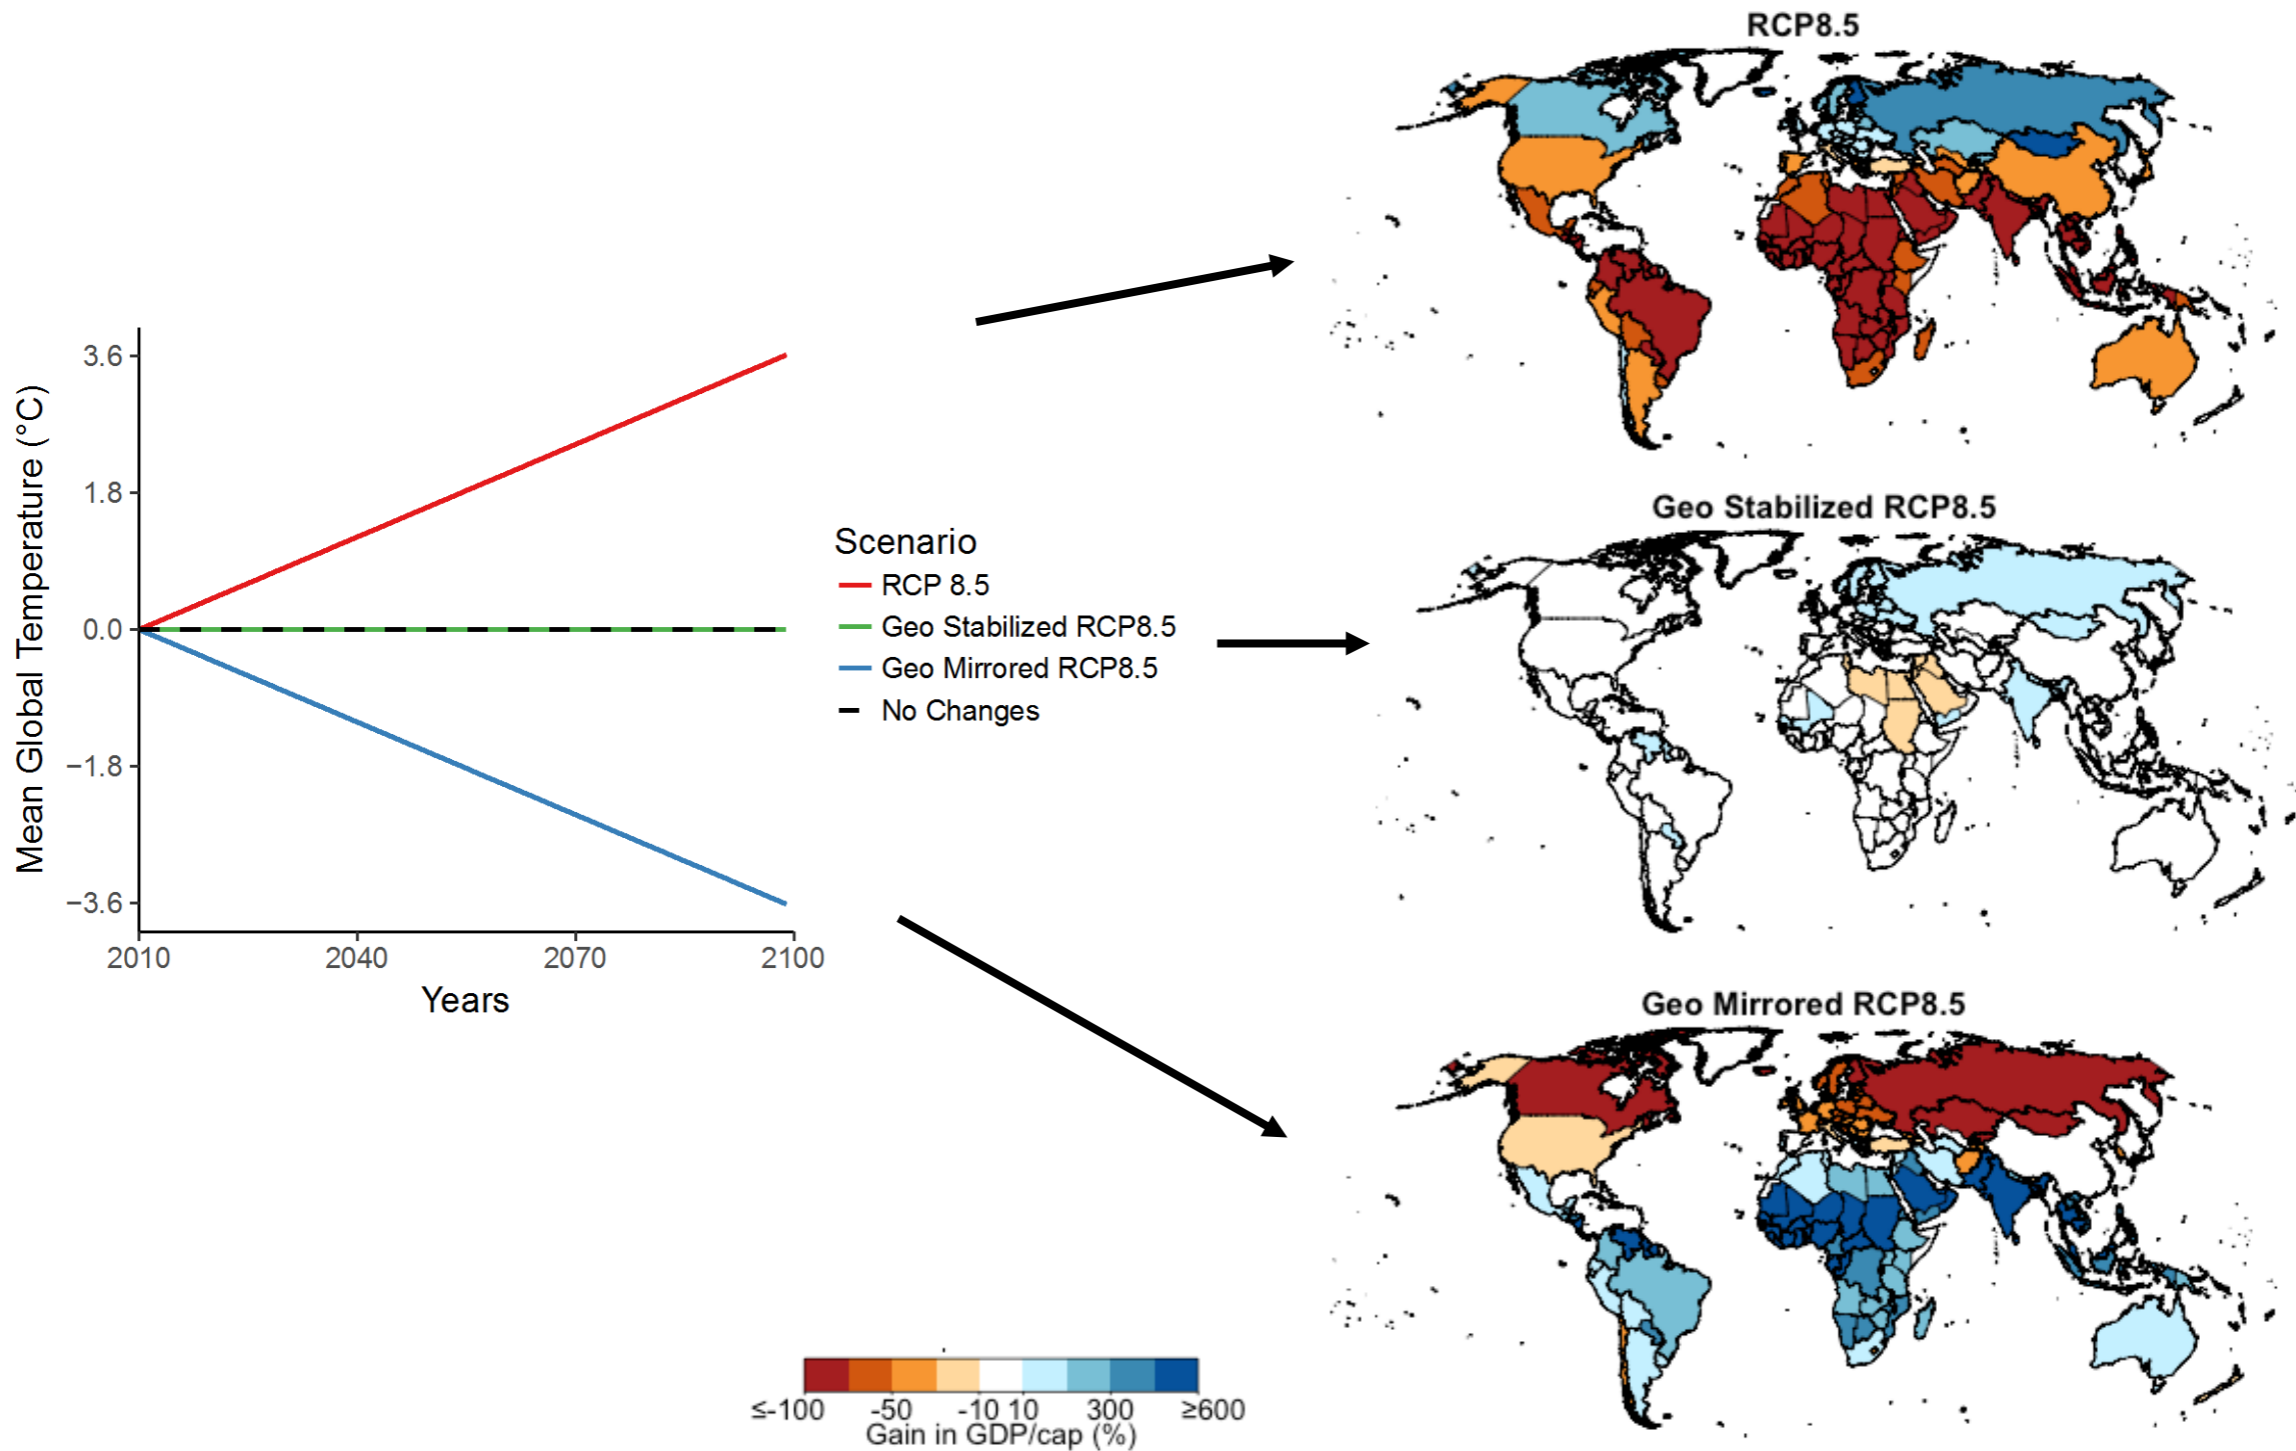 RCP8.5
3.6
1.8
0.0
−1.8
−3.6
Mean Global Temperature (°C)
2010 2040 2070 2100
Years
Scenario
RCP 8.5
Geo Stabilized RCP8.5
Geo Mirrored RCP8.5
No Changes
Geo Stabilized RCP8.5
Geo Mirrored RCP8.5
≤-100 -50 -10 10 300 ≥600
Gain in GDP/cap (%)